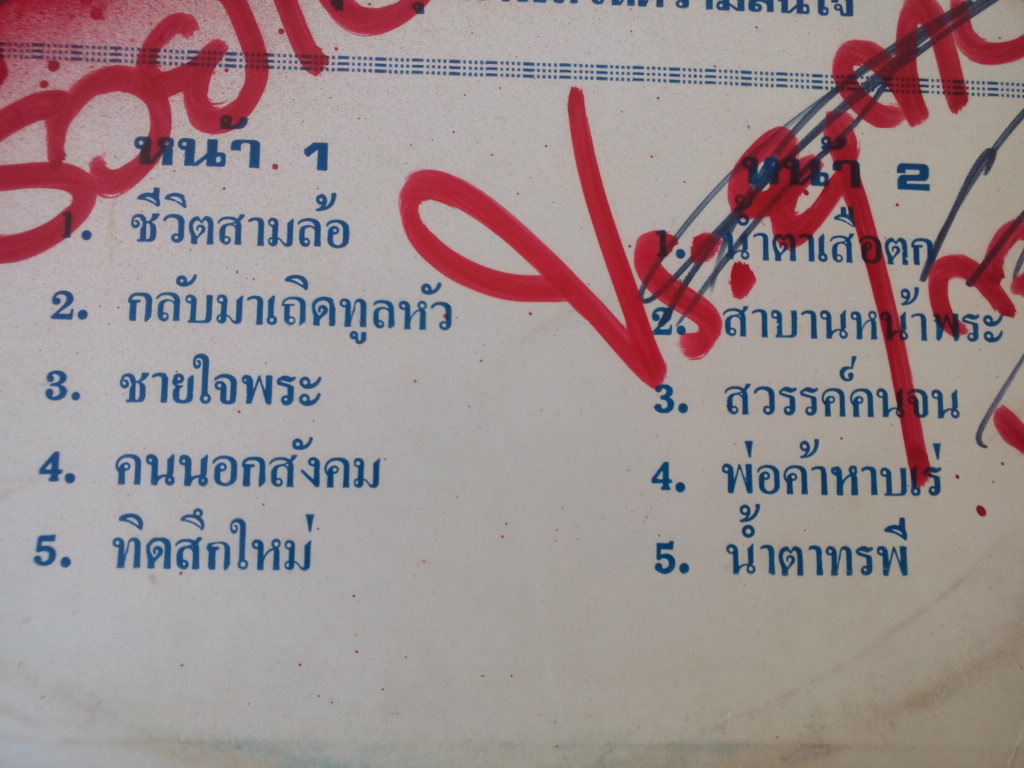 หน้า 1
1. ชีวิตสามล้อ
2. กลับมาเถิดทูลหัว
3. ชายใจพระ
4. คนนอกสังคม
5. ทิดสึกใหม่
หน้า 2
1. น้ำตาเสือตก
2. สาบานหน้าพระ
3. สวรรค์คนจน
4. พ่อค้าหาบเร่
5. น้ำตาทรพี